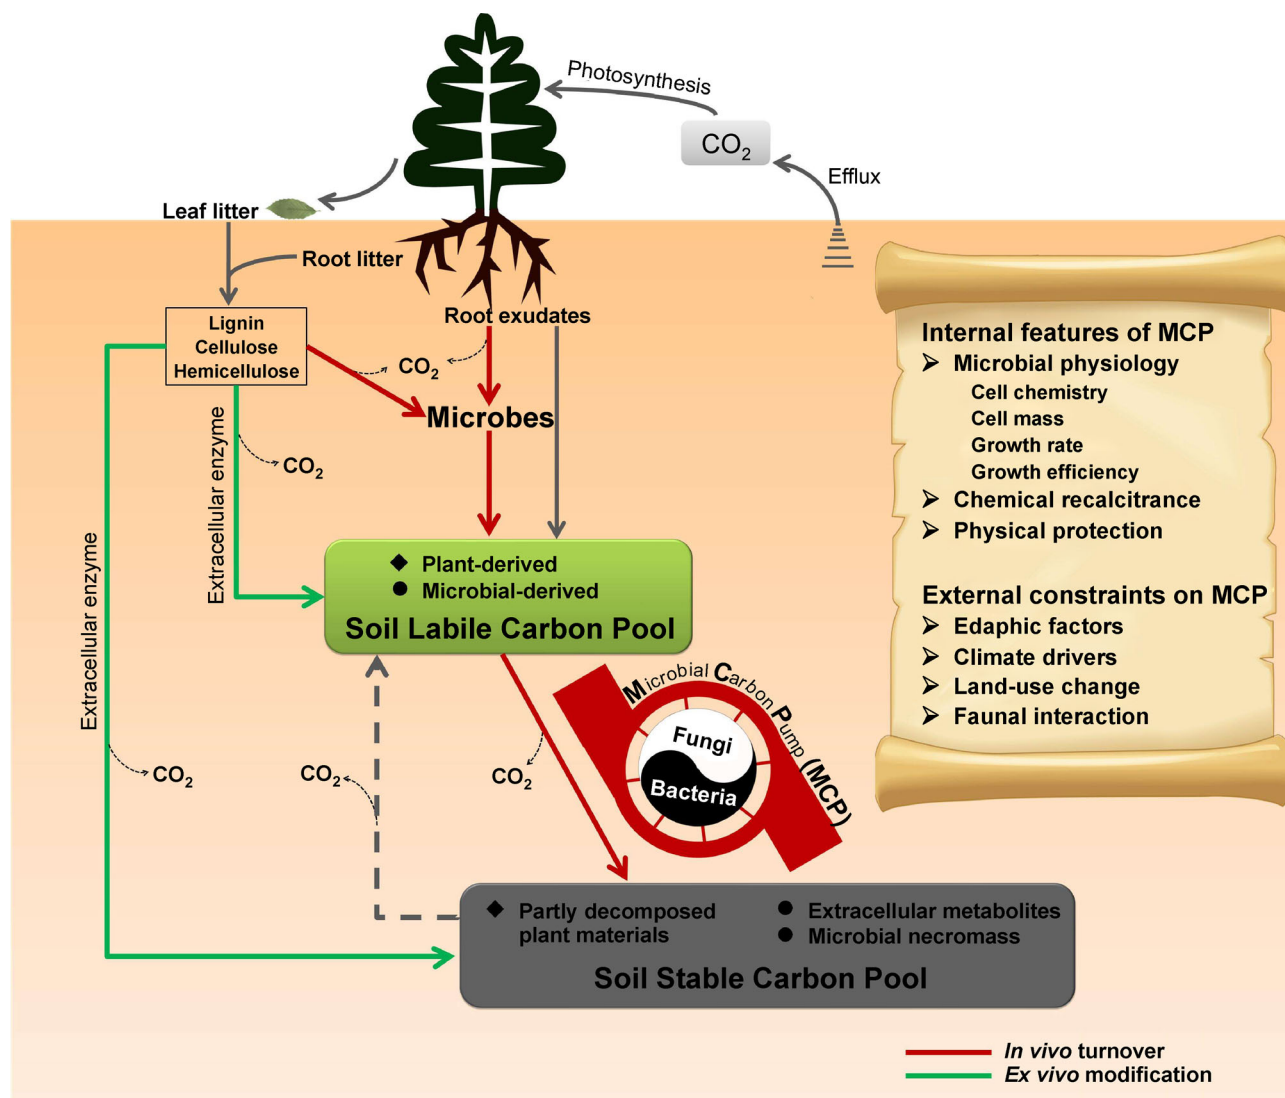 Photosynthesis
CO2
Efflux
Leaf litter
Root litter
Root exudates
Lignin
Cellulose
Hemicellulose
CO2
Microbes
Extracellular enzyme
CO2
Extracellular enzyme
CO2
Plant-derived
Microbial-derived
Soil Labile Carbon Pool
CO2
CO2
Microbial Carbon Pump (MCP)
Fungi
Bacteria
Partly decomposed
plant materials
Extracellular metabolites
Microbial necromass
Soil Stable Carbon Pool
Internal features of MCP
Microbial physiology
Cell chemistry
Cell mass
Growth rate
Growth efficiency
Chemical recalcitrance
Physical protection
External constraints on MCP
Edaphic factors
Climate drivers
Land-use change
Faunal interaction
In vivo turnover
Ex vivo modification